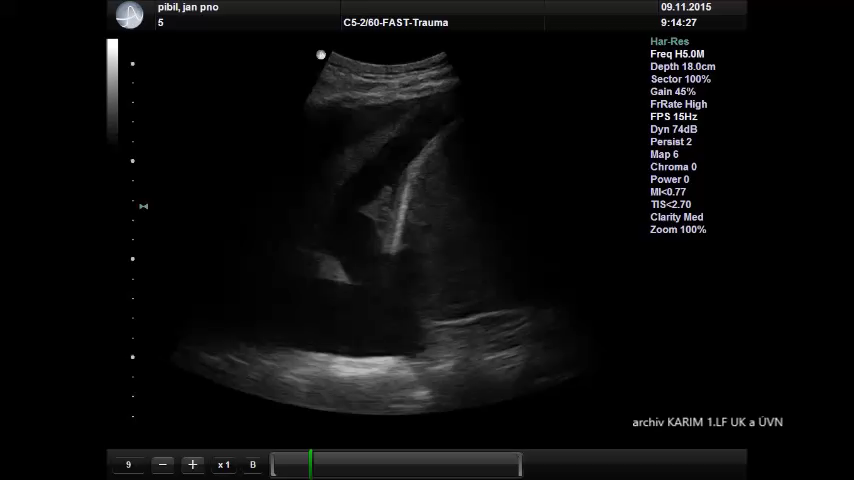 pibil, jan pno
09.11.2015
5
C5-2/60-FAST-Trauma
9:14:27
Har-Res
Freq H5.0M
Depth 18.0cm
Sector 100%
Gain 45%
FrRate High
FPS 15Hz
Dyn 74dB
Persist 2
Map 6
Chroma 0
Power 0
MI<0.77
TIS<2.70
Clarity Med
Zoom 100%
archiv KARIM 1.LF UK a ÚVN
9
x 1
B